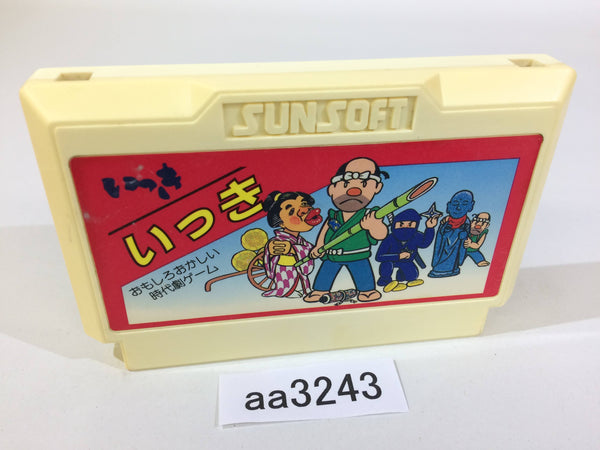 SUNSOFT
いっき
いっき
おもしろおかしい
時代劇ゲーム
aa3243